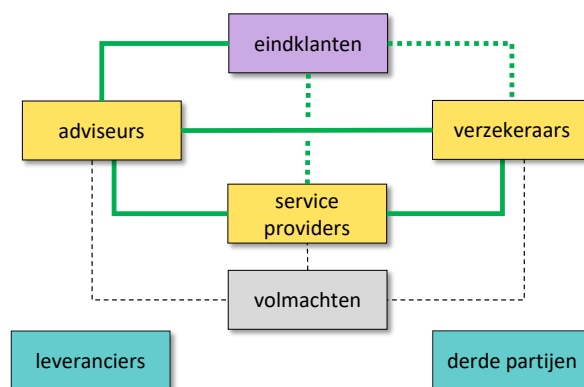 eindklanten
adviseurs
verzekeraars
service
providers
volmachten
leveranciers
derde partijen